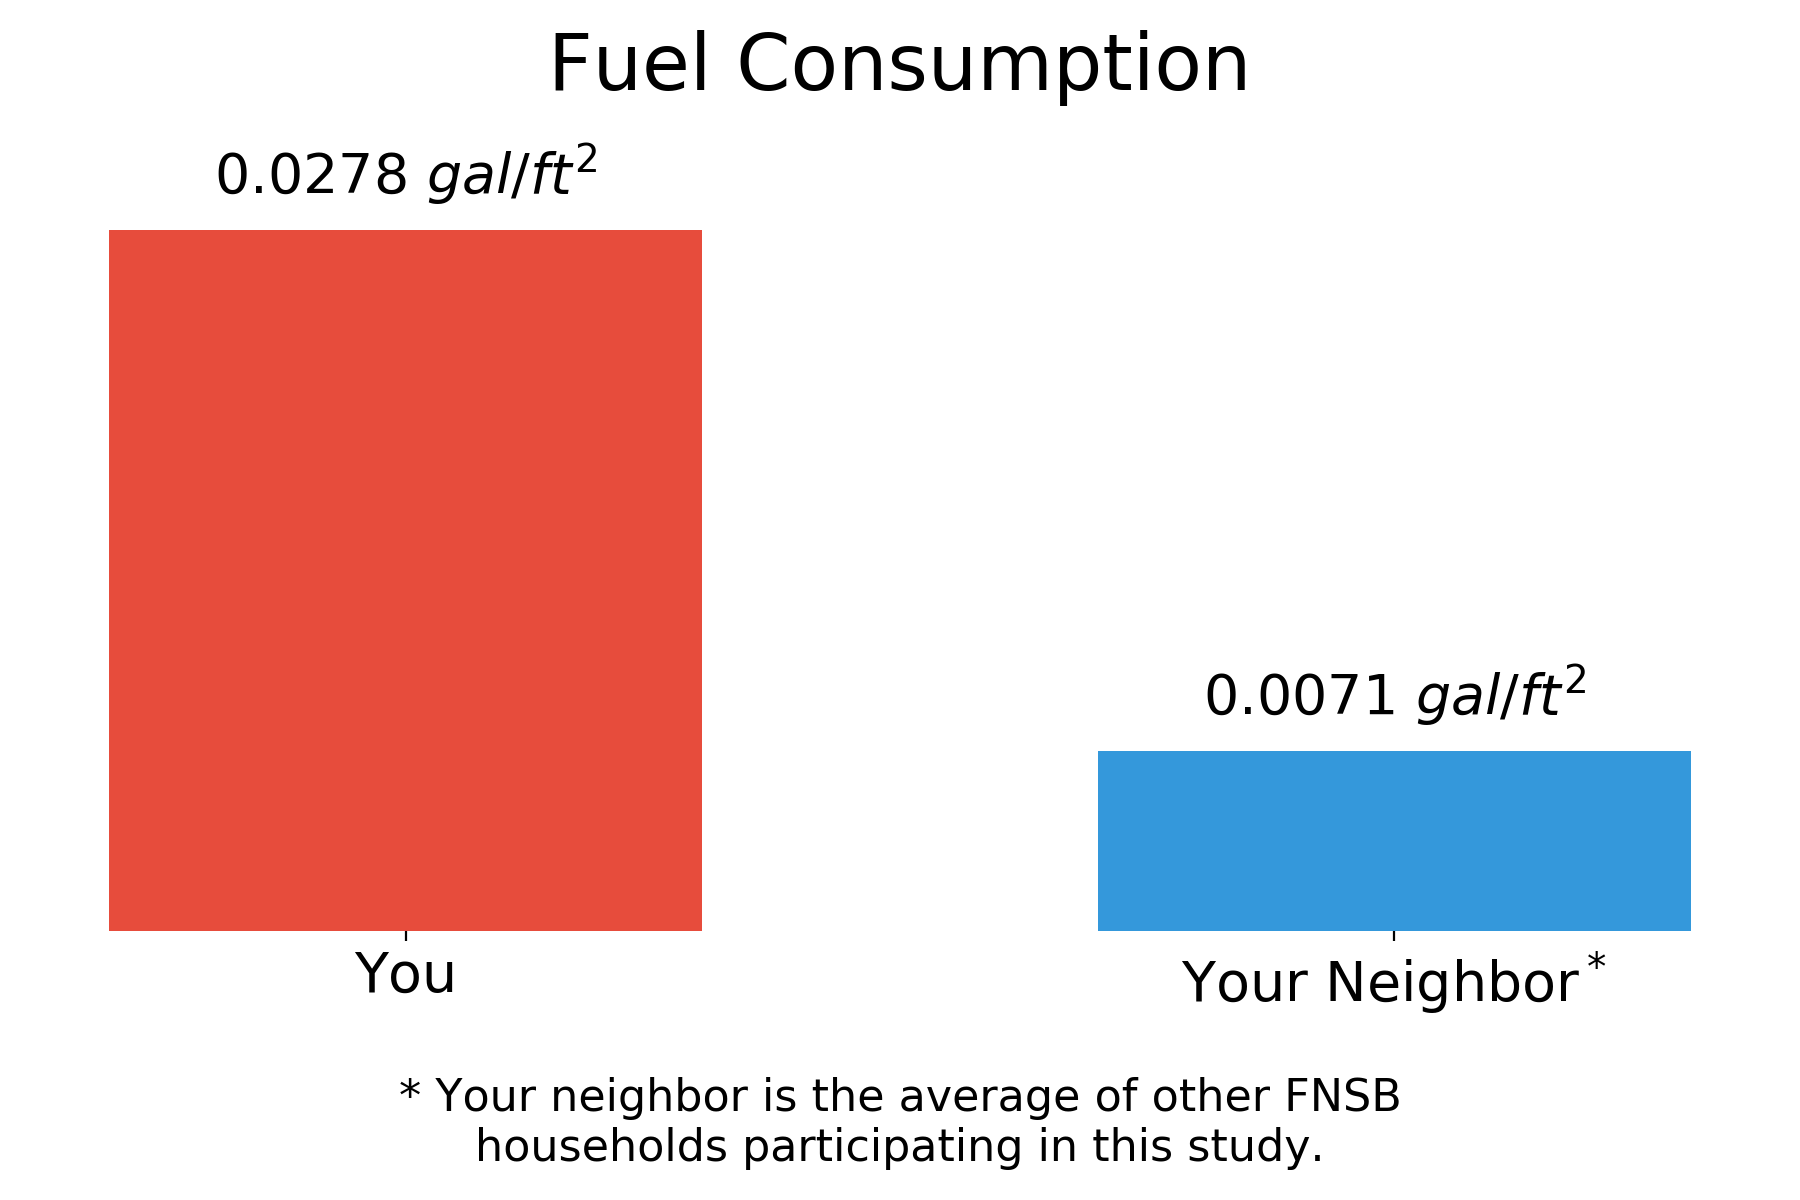 Fuel Consumption
0.0278 gal/ft²
0.0071 gal/ft²
You
Your Neighbor*
* Your neighbor is the average of other FNSB
households participating in this study.